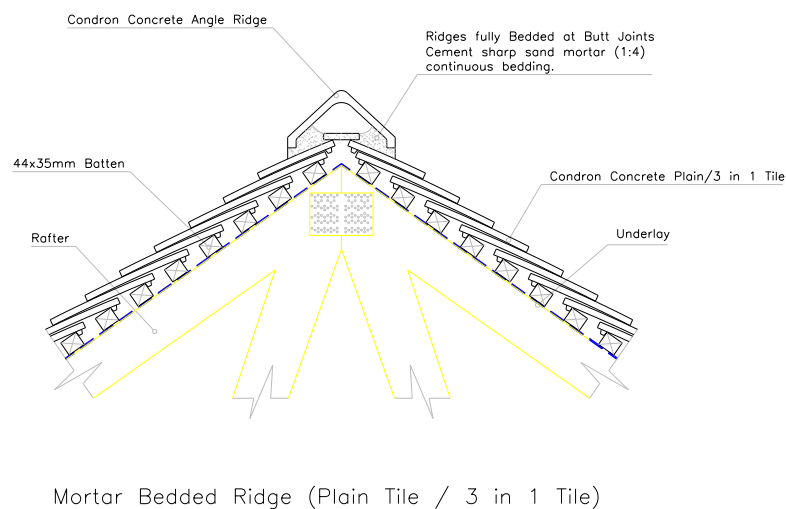 Condron Concrete Angle Ridge
Ridges fully Bedded at Butt Joints
Cement sharp sand mortar (1:4)
continuous bedding.
44x35mm Batten
Condron Concrete Plain/3 in 1 Tile
Rafter
Underlay
Mortar Bedded Ridge (Plain Tile / 3 in 1 Tile)